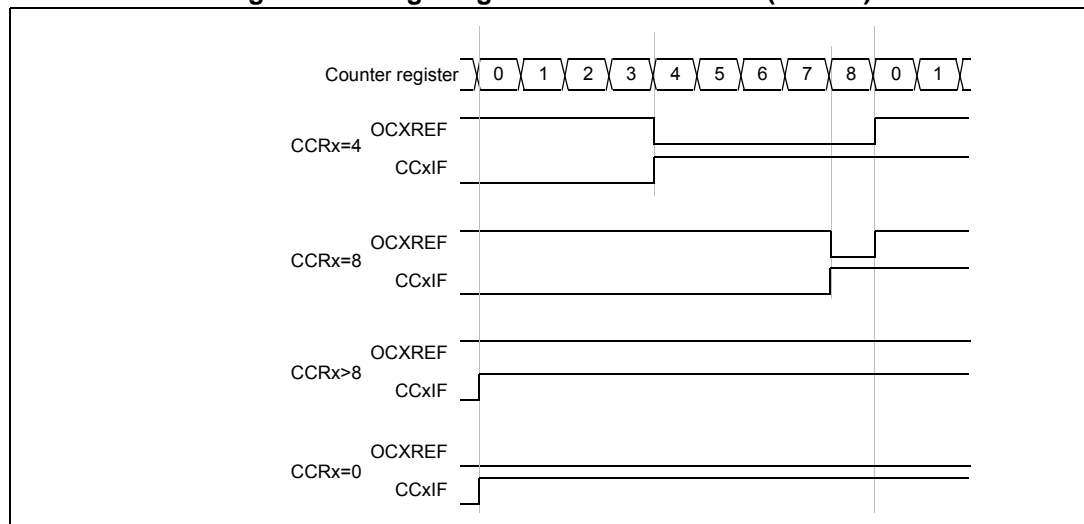 Counter register 0 1 2 3 4 5 6 7 8 0 1
OCXREF
CCRx=4
CCxIF
OCXREF
CCRx=8
CCxIF
OCXREF
CCRx>8
CCxIF
OCXREF
CCRx=0
CCxIF